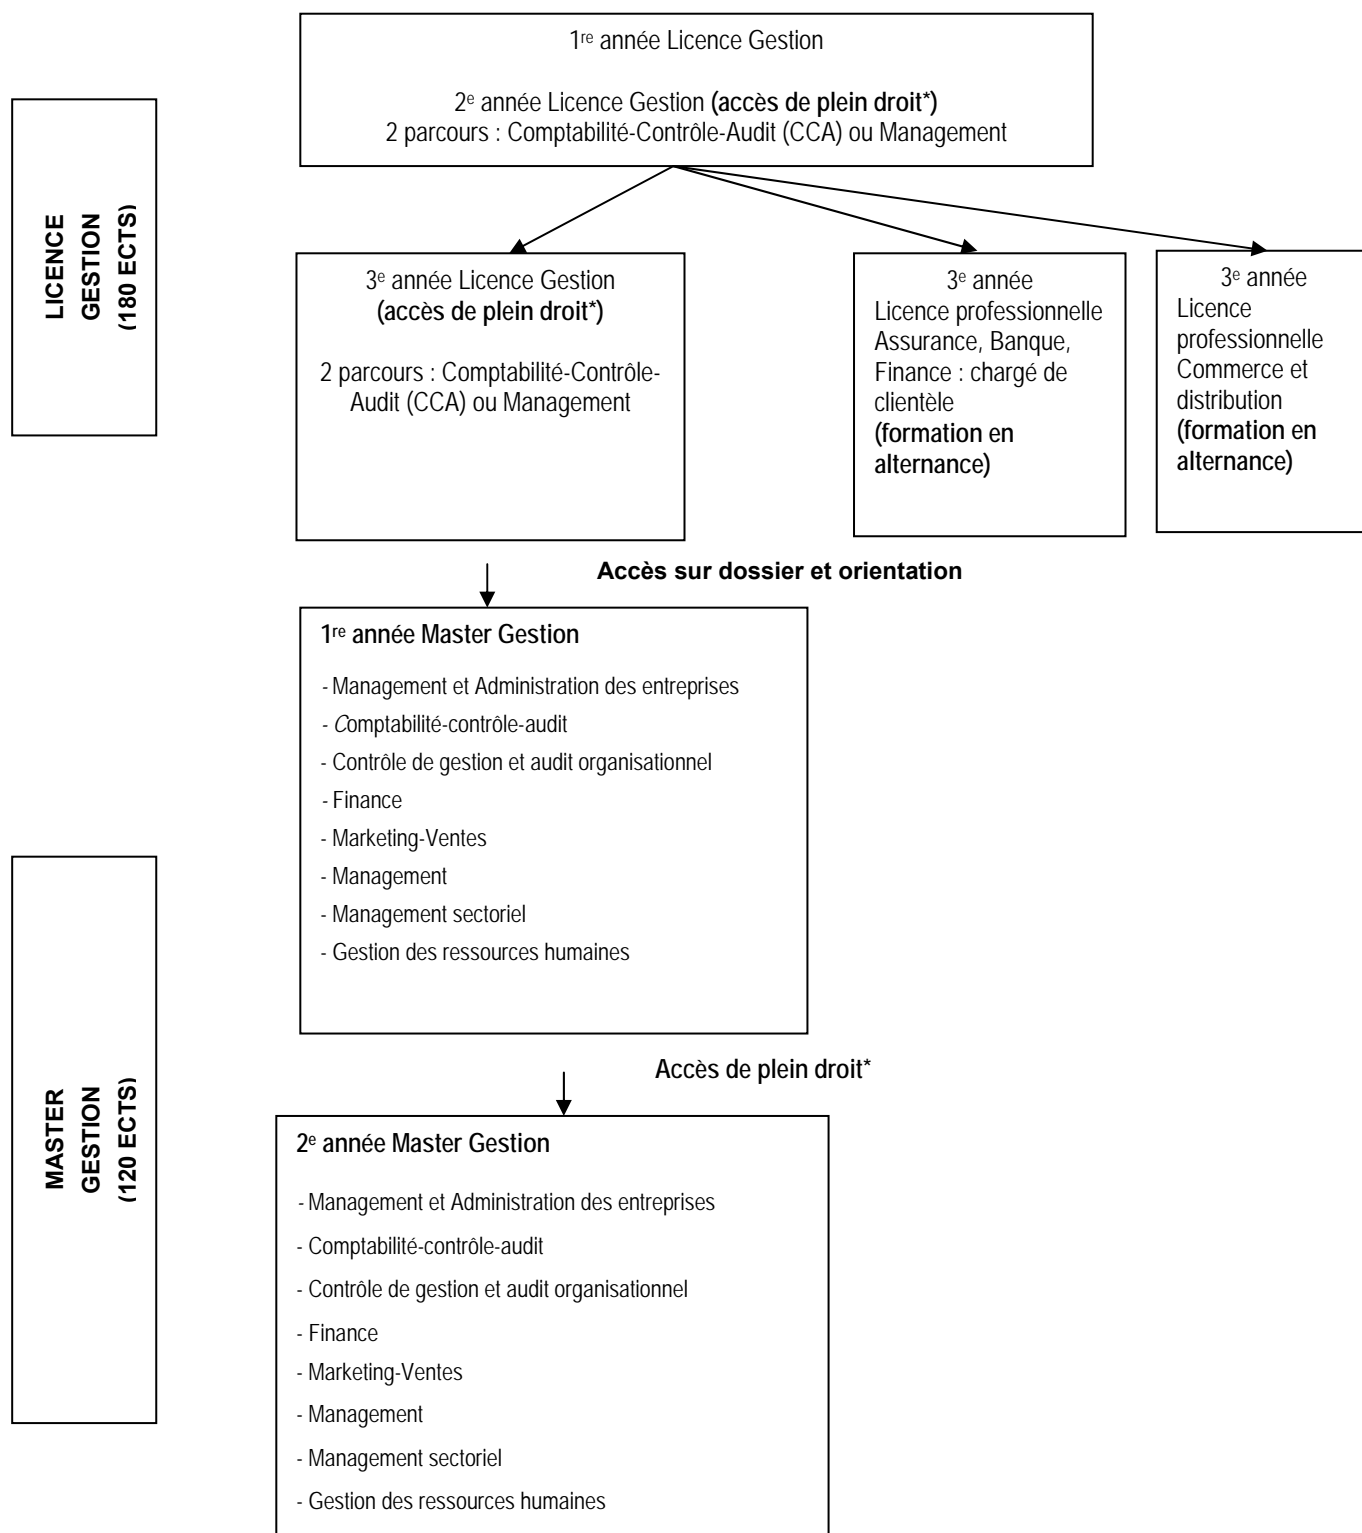 1re année Licence Gestion
2e année Licence Gestion (accès de plein droit*)
2 parcours : Comptabilité-Contrôle-Audit (CCA) ou Management
LICENCE
GESTION
(180 ECTS)
3e année Licence Gestion
(accès de plein droit*)
2 parcours : Comptabilité-Contrôle-
Audit (CCA) ou Management
3e année
Licence professionnelle
Assurance, Banque,
Finance : chargé de
clientèle
(formation en
alternance)
3e année
Licence
professionnelle
Commerce et
distribution
(formation en
alternance)
Accès sur dossier et orientation
1re année Master Gestion
- Management et Administration des entreprises
- Comptabilité-contrôle-audit
- Contrôle de gestion et audit organisationnel
- Finance
- Marketing-Ventes
- Management
- Management sectoriel
- Gestion des ressources humaines
MASTER
GESTION
(120 ECTS)
Accès de plein droit*
2e année Master Gestion
- Management et Administration des entreprises
- Comptabilité-contrôle-audit
- Contrôle de gestion et audit organisationnel
- Finance
- Marketing-Ventes
- Management
- Management sectoriel
- Gestion des ressources humaines